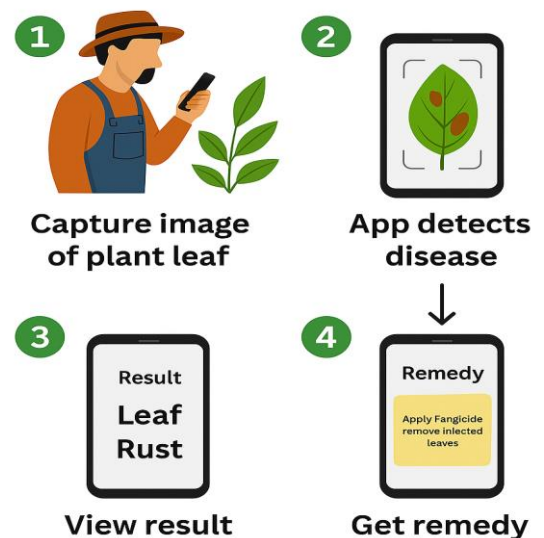 1
Capture image
of plant leaf
2
App detects
disease
3
Result
Leaf
Rust
View result
4
Remedy
Apply Fangicide
remove inlected
leaves
Get remedy